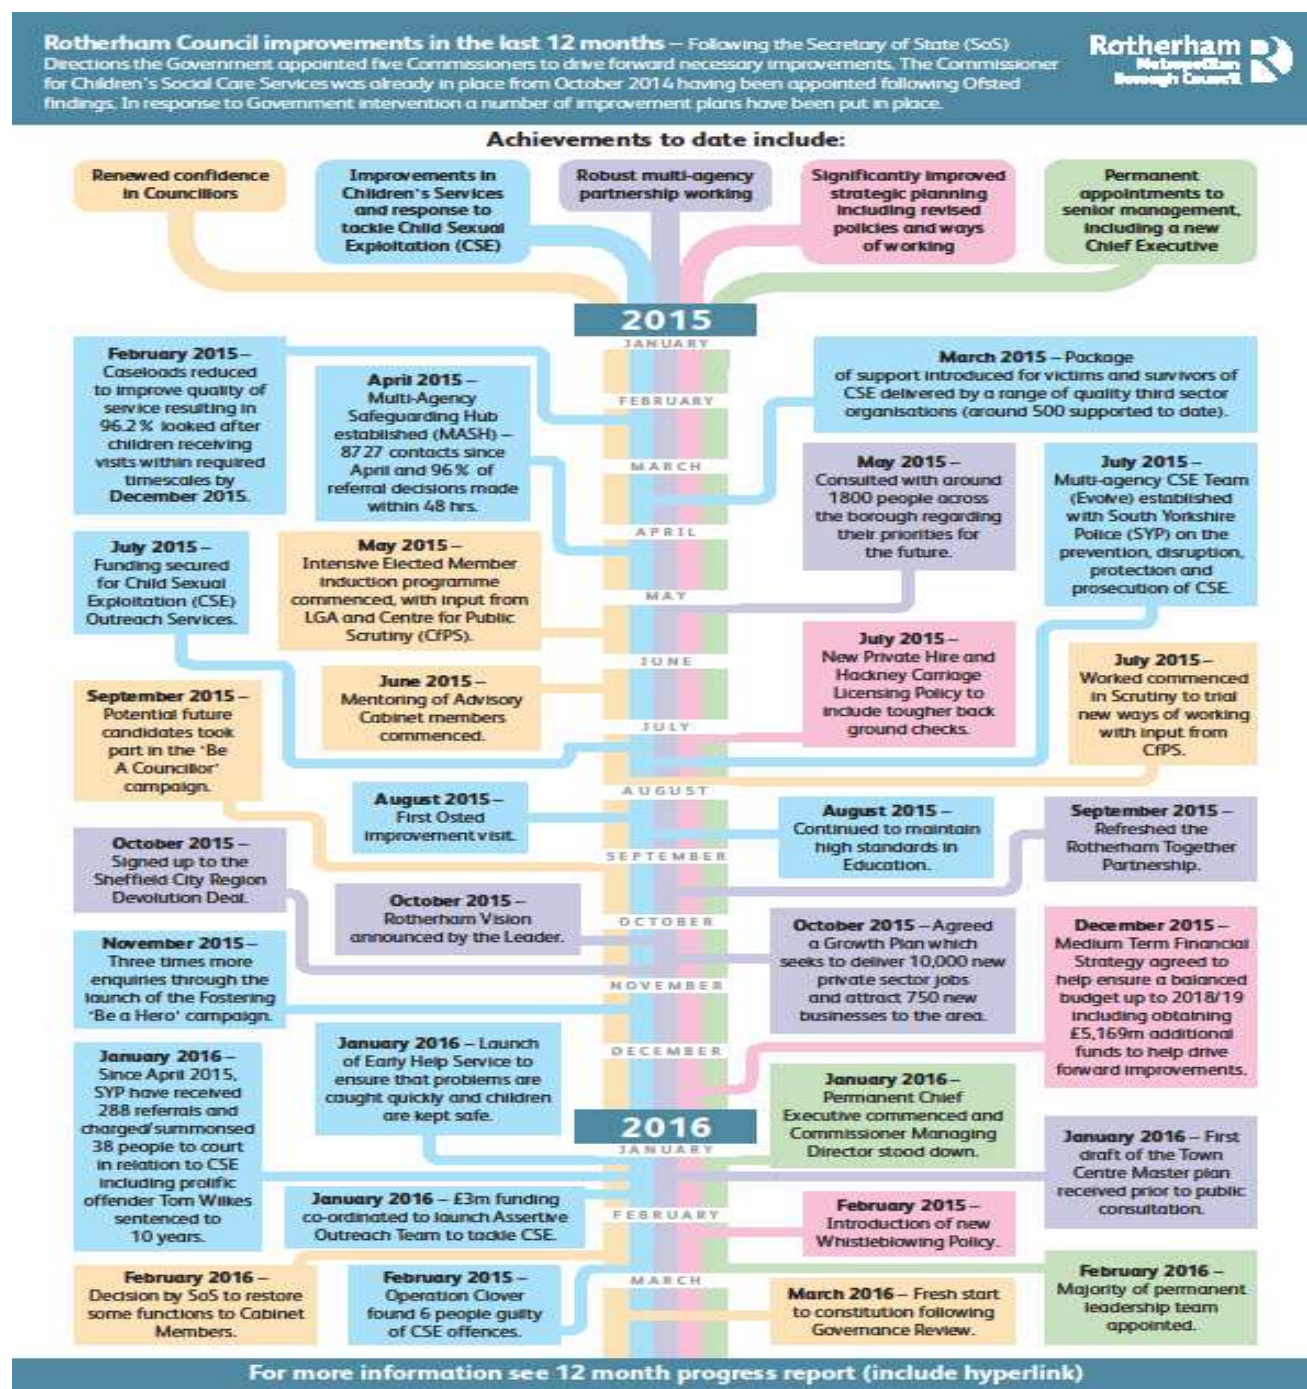 Rotherham Council improvements in the last 12 months – Following the Secretary of State (SoS)
Directions the Government appointed five Commissioners to drive forward necessary improvements. The Commissioner
for Children's Social Care Services was already in place from October 2014 having been appointed following Ofsted
findings. In response to Government intervention a number of improvement plans have been put in place.
Rotherham
Metropolitan
Borough Council
Achievements to date include:
Renewed confidence
in Councillors
Improvements in
Children's Services
and response to
tackle Child Sexual
Exploitation (CSE)
Robust multi-agency
partnership working
Significantly improved
strategic planning
including revised
policies and ways
of working
Permanent
appointments to
senior management,
including a new
Chief Executive
2015
JANUARY
February 2015 –
Caseloads reduced
to improve quality of
service resulting in
96.2% looked after
children receiving
visits within required
timescales by
December 2015.
April 2015 –
Multi-Agency
Safeguarding Hub
established (MASH) –
8727 contacts since
April and 96% of
referral decisions made
within 48 hrs.
March 2015 – Package
of support introduced for victims and survivors of
CSE delivered by a range of quality third sector
organisations (around 500 supported to date).
FEBRUARY
MARCH
May 2015 –
Consulted with around
1800 people across
the borough regarding
their priorities for
the future.
July 2015 –
Multi-agency CSE Team
(Evolve) established
with South Yorkshire
Police (SYP) on the
prevention, disruption,
protection and
prosecution of CSE.
APRIL
July 2015 –
Funding secured
for Child Sexual
Exploitation (CSE)
Outreach Services.
May 2015 –
Intensive Elected Member
induction programme
commenced, with input from
LGA and Centre for Public
Scrutiny (CfPS).
MAY
JUNE
July 2015 –
New Private Hire and
Hackney Carriage
Licensing Policy to
include tougher back
ground checks.
July 2015 –
Worked commenced
in Scrutiny to trial
new ways of working
with input from
CfPS.
September 2015 –
Potential future
candidates took
part in the 'Be
A Councillor'
campaign.
June 2015 –
Mentoring of Advisory
Cabinet members
commenced.
JULY
AUGUST
August 2015 –
First Osted
improvement visit.
August 2015 –
Continued to maintain
high standards in
Education.
September 2015 –
Refreshed the
Rotherham Together
Partnership.
October 2015 –
Signed up to the
Sheffield City Region
Devolution Deal.
SEPTEMBER
October 2015 –
Rotherham Vision
announced by the Leader.
OCTOBER
October 2015 – Agreed
a Growth Plan which
seeks to deliver 10,000 new
private sector jobs
and attract 750 new
businesses to the area.
December 2015 –
Medium Term Financial
Strategy agreed to
help ensure a balanced
budget up to 2018/19
including obtaining
£5,169m additional
funds to help drive
forward improvements.
November 2015 –
Three times more
enquiries through the
launch of the Fostering
'Be a Hero' campaign.
NOVEMBER
DECEMBER
January 2016 –
Since April 2015,
SYP have received
288 referrals and
charged/summonsed
38 people to court
in relation to CSE
including prolific
offender Tom Wilkes
sentenced to
10 years.
January 2016 – Launch
of Early Help Service to
ensure that problems are
caught quickly and children
are kept safe.
January 2016 –
Permanent Chief
Executive commenced and
Commissioner Managing
Director stood down.
2016
JANUARY
January 2016 – First
draft of the Town
Centre Master plan
received prior to public
consultation.
January 2016 – £3m funding
co-ordinated to launch Assertive
Outreach Team to tackle CSE.
FEBRUARY
February 2015 –
Introduction of new
Whistleblowing Policy.
February 2016 –
Decision by SoS to restore
some functions to Cabinet
Members.
February 2015 –
Operation Clover
found 6 people guilty
of CSE offences.
MARCH
March 2016 – Fresh start
to constitution following
Governance Review.
February 2016 –
Majority of permanent
leadership team
appointed.
For more information see 12 month progress report (include hyperlink)